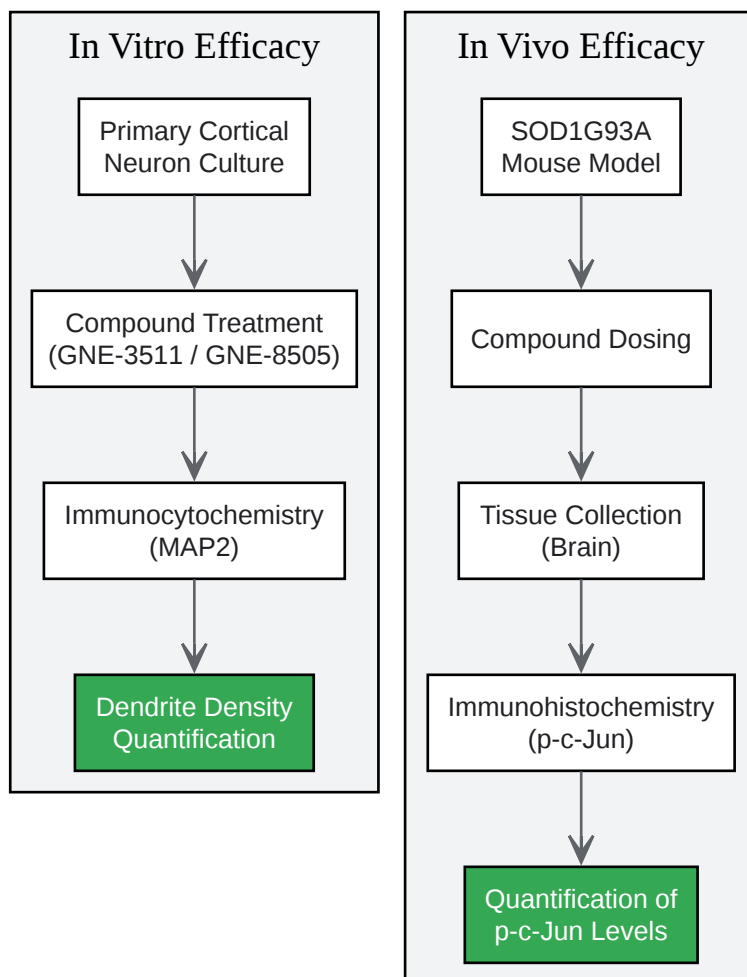 In Vitro Efficacy
Primary Cortical
Neuron Culture
Compound Treatment
(GNE-3511 / GNE-8505)
Immunocytochemistry
(MAP2)
Dendrite Density
Quantification
In Vivo Efficacy
SOD1G93A
Mouse Model
Compound Dosing
Tissue Collection
(Brain)
Immunohistochemistry
(p-c-Jun)
Quantification of
p-c-Jun Levels